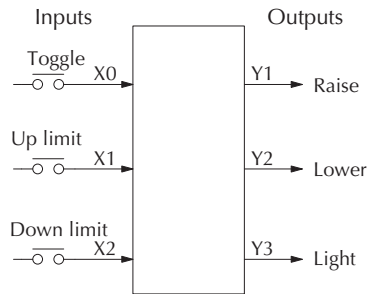 Inputs
Outputs
Toggle
X0
Y1
Raise
Up limit
X1
Y2
Lower
Down limit
X2
Y3
Light